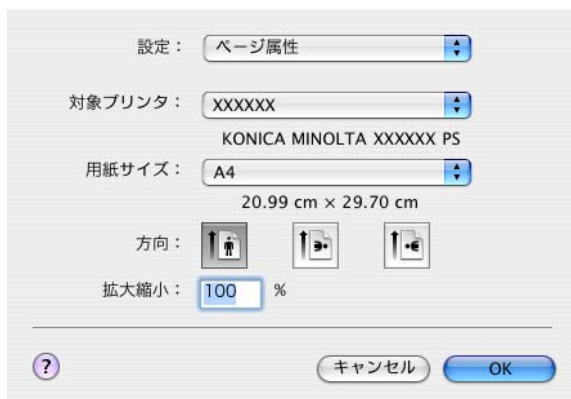 設定： ページ属性
対象プリンタ： XXXXXX
KONICA MINOLTA XXXXXX PS
用紙サイズ： A4
20.99 cm × 29.70 cm
方向：
拡大縮小： 100 %
? キャンセル OK